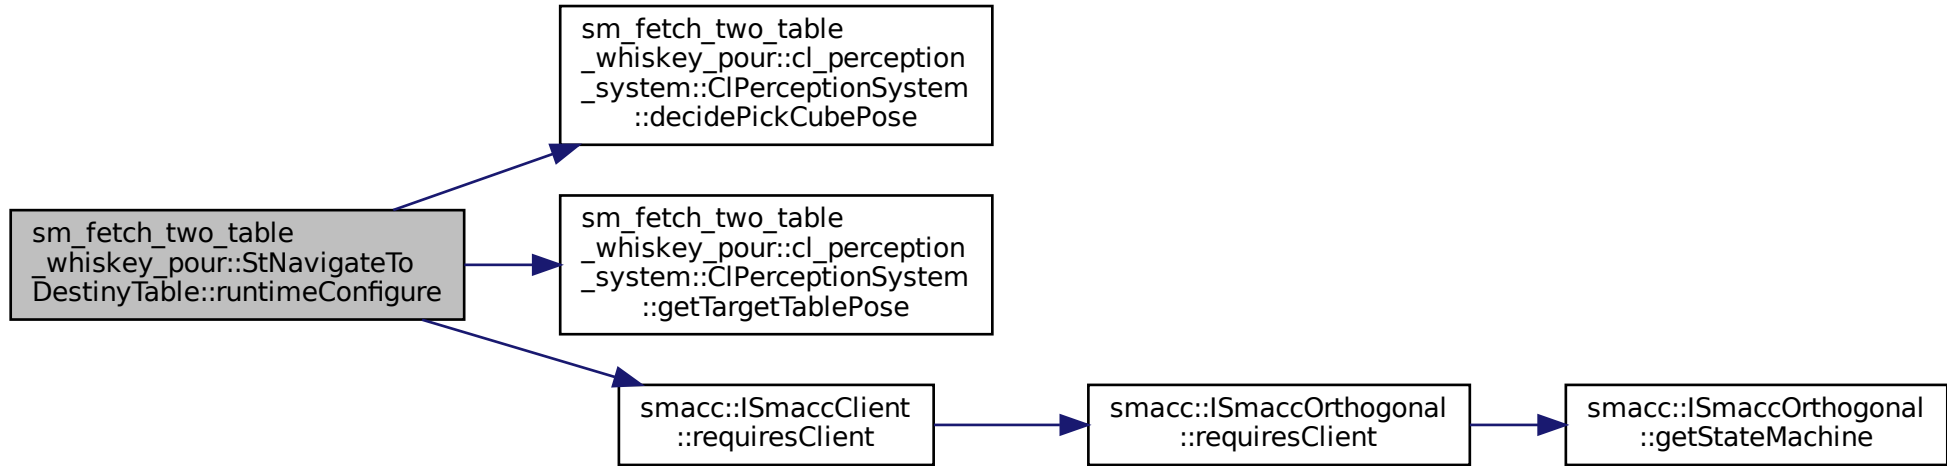 sm_fetch_two_table
_whiskey_pour::StNavigateTo
DestinyTable::runtimeConfigure
sm_fetch_two_table
_whiskey_pour::cl_perception
_system::ClPerceptionSystem
::decidePickCubePose
sm_fetch_two_table
_whiskey_pour::cl_perception
_system::ClPerceptionSystem
::getTargetTablePose
smacc::ISmaccClient
::requiresClient
smacc::ISmaccOrthogonal
::requiresClient
smacc::ISmaccOrthogonal
::getStateMachine